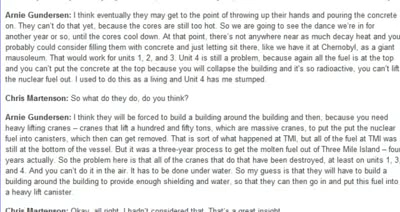 Arnie Gundersen: I think eventually they may get to the point of throwing up their hands and pouring the concrete
on. They can't do that yet, because the cores are still too hot. So we are going to see the dance we're in for
another year or so, until the cores cool down. At that point, there's not anywhere near as much decay heat and you
probably could consider filling them with concrete and just letting sit there, like we have it at Chernobyl, as a giant
mausoleum. That would work for units 1, 2, and 3. Unit 4 is still a problem, because again all the fuel is at the top
and you can't put the concrete at the top because you will collapse the building and it's so radioactive, you can't lift
the nuclear fuel out. I used to do this as a living and Unit 4 has me stumped.
Chris Martenson: So what do they do, do you think?
Arnie Gundersen: I think they will be forced to build a building around the building and then, because you need
heavy lifting cranes – cranes that lift a hundred and fifty tons, which are massive cranes, to put the put the nuclear
fuel into canisters, which then can get removed. That is sort of what happened at TMI, but all of the fuel at TMI was
still at the bottom of the vessel. But it was a three-year process to get the molten fuel out of Three Mile Island – four
years actually. So the problem here is that all of the cranes that do that have been destroyed, at least on units 1, 3,
and 4. And you can't do it in the air. It has to be done under water. So my guess is that they will have to build a
building around the building to provide enough shielding and water, so that they can then go in and put this fuel into
a heavy lift canister.
Chris Martenson: Okay, all right, I hadn't considered that. That's a great insight.